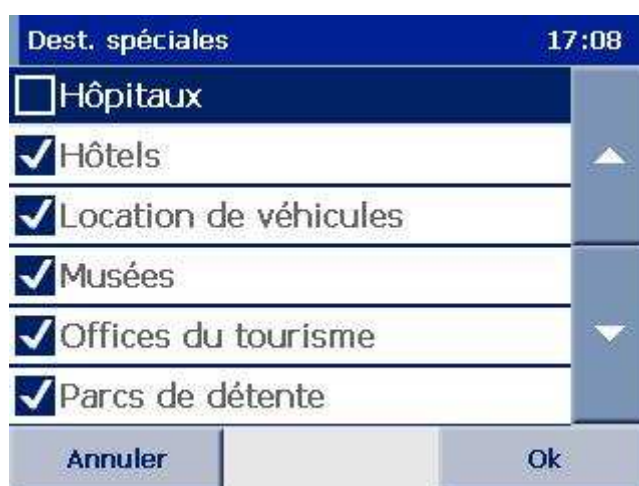 Dest. spéciales 17:08
Hôpitaux
Hôtels
Location de véhicules
Musées
Offices du tourisme
Parcs de détente
Annuler Ok